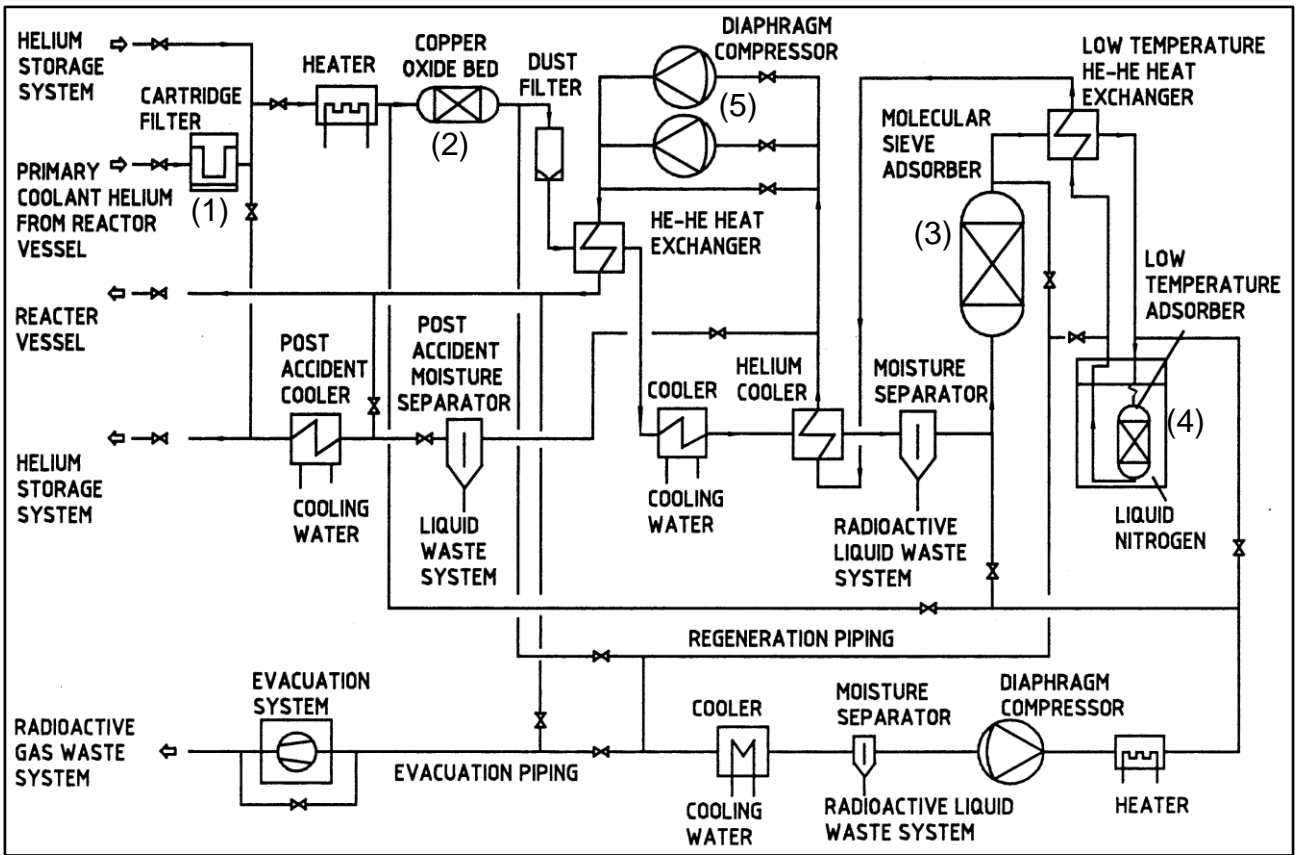 HELIUM
STORAGE
SYSTEM
CARTRIDGE
FILTER
(1)
PRIMARY
COOLANT HELIUM
FROM REACTOR
VESSEL
HEATER
COPPER
OXIDE BED
(2)
DUST
FILTER
DIAPHRAGM
COMPRESSOR
(5)
HE-HE HEAT
EXCHANGER
LOW TEMPERATURE
HE-HE HEAT
EXCHANGER
MOLECULAR
SIEVE
ADSORBER
(3)
LOW
TEMPERATURE
ADSORBER
(4)
LIQUID
NITROGEN
REACTER
VESSEL
POST
ACCIDENT
COOLER
COOLING
WATER
POST
ACCIDENT
MOISTURE
SEPARATOR
LIQUID
WASTE
SYSTEM
COOLER
COOLING
WATER
HELIUM
COOLER
MOISTURE
SEPARATOR
RADIOACTIVE
LIQUID WASTE
SYSTEM
HELIUM
STORAGE
SYSTEM
REGENERATION PIPING
EVACUATION
SYSTEM
RADIOACTIVE
GAS WASTE
SYSTEM
EVACUATION PIPING
COOLER
COOLING
WATER
MOISTURE
SEPARATOR
RADIOACTIVE LIQUID
WASTE SYSTEM
DIAPHRAGM
COMPRESSOR
HEATER